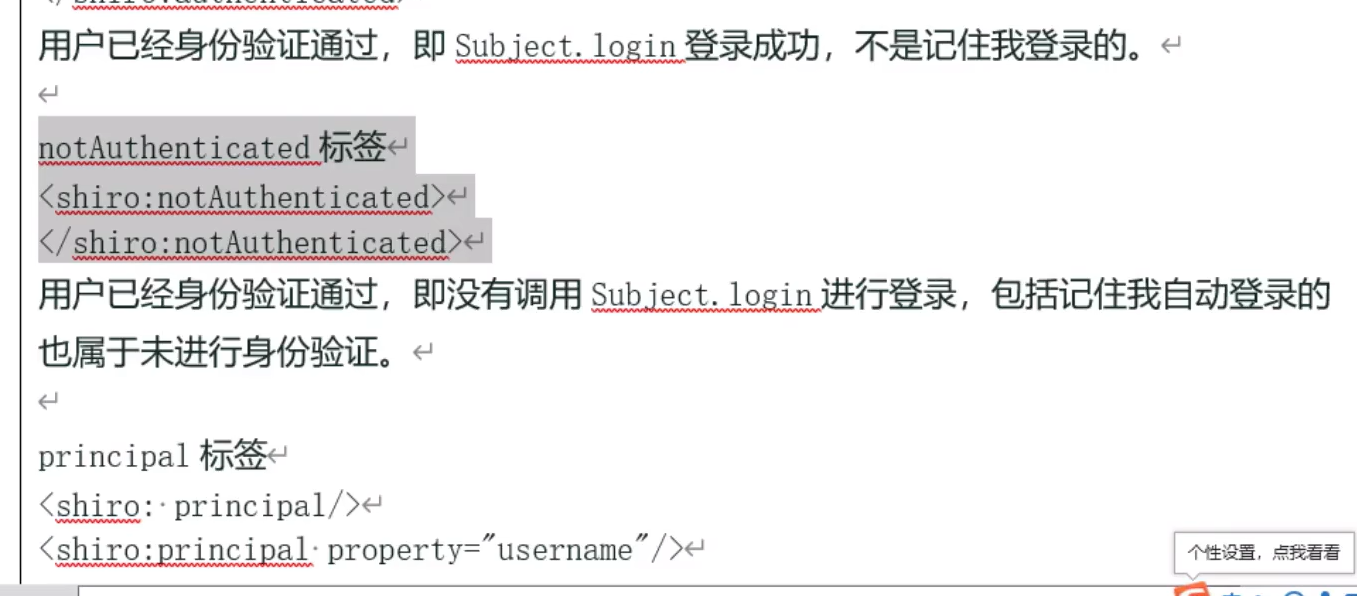 </shiro:authenticated>
用户已经身份验证通过，即 Subject.login 登录成功，不是记住我登录的。
notAuthenticated 标签
<shiro:notAuthenticated>
</shiro:notAuthenticated>
用户已经身份验证通过，即没有调用 Subject.login 进行登录，包括记住我自动登录的
也属于未进行身份验证。
principal 标签
<shiro: principal/>
<shiro:principal property="username"/>
个性设置，点我看看